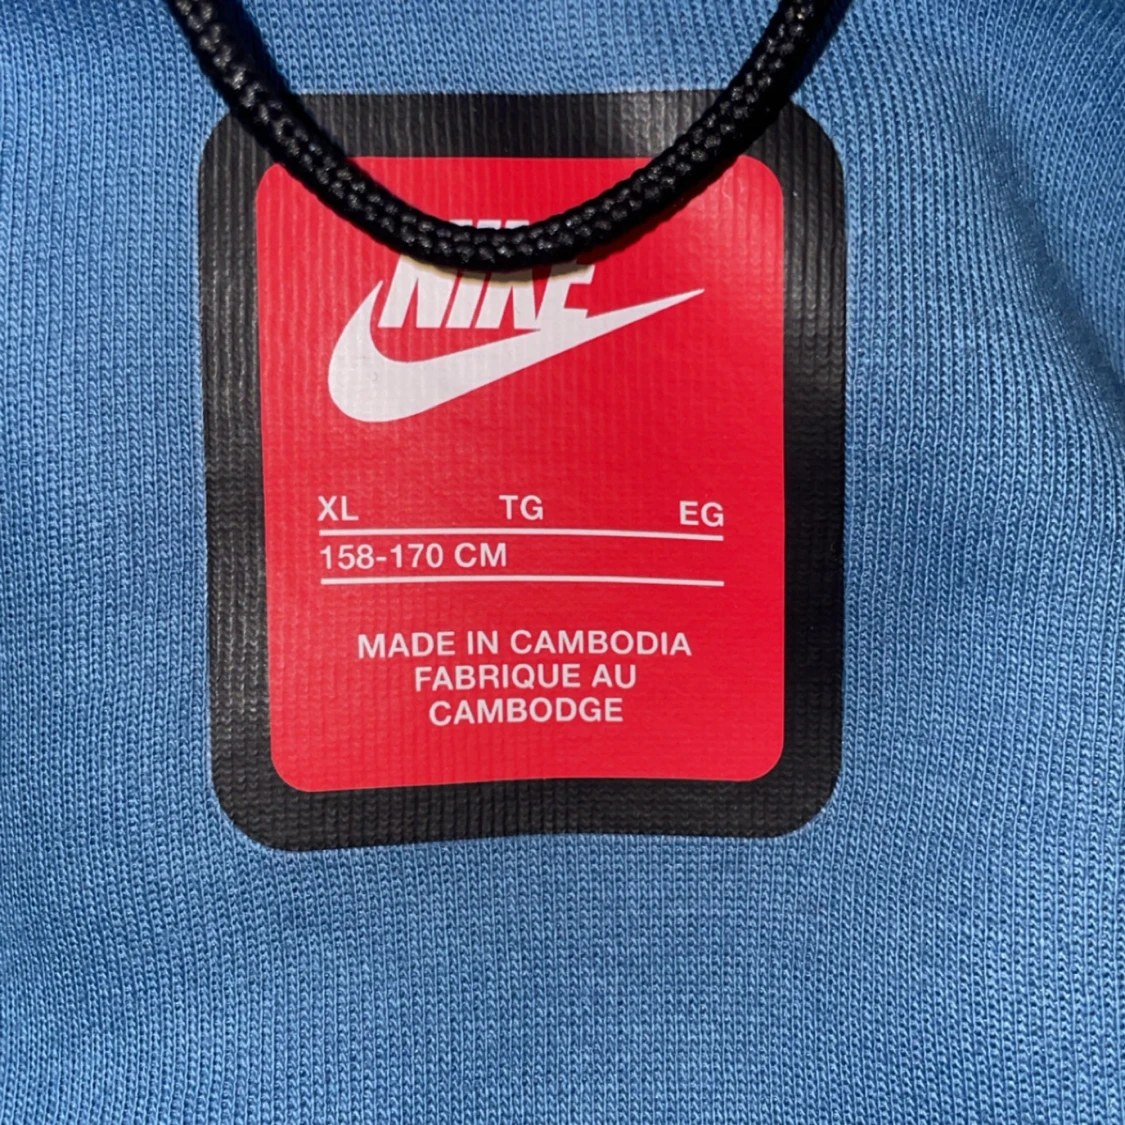 NIKE
XL TG EG
158-170 CM
MADE IN CAMBODIA
FABRIQUE AU
CAMBODGE